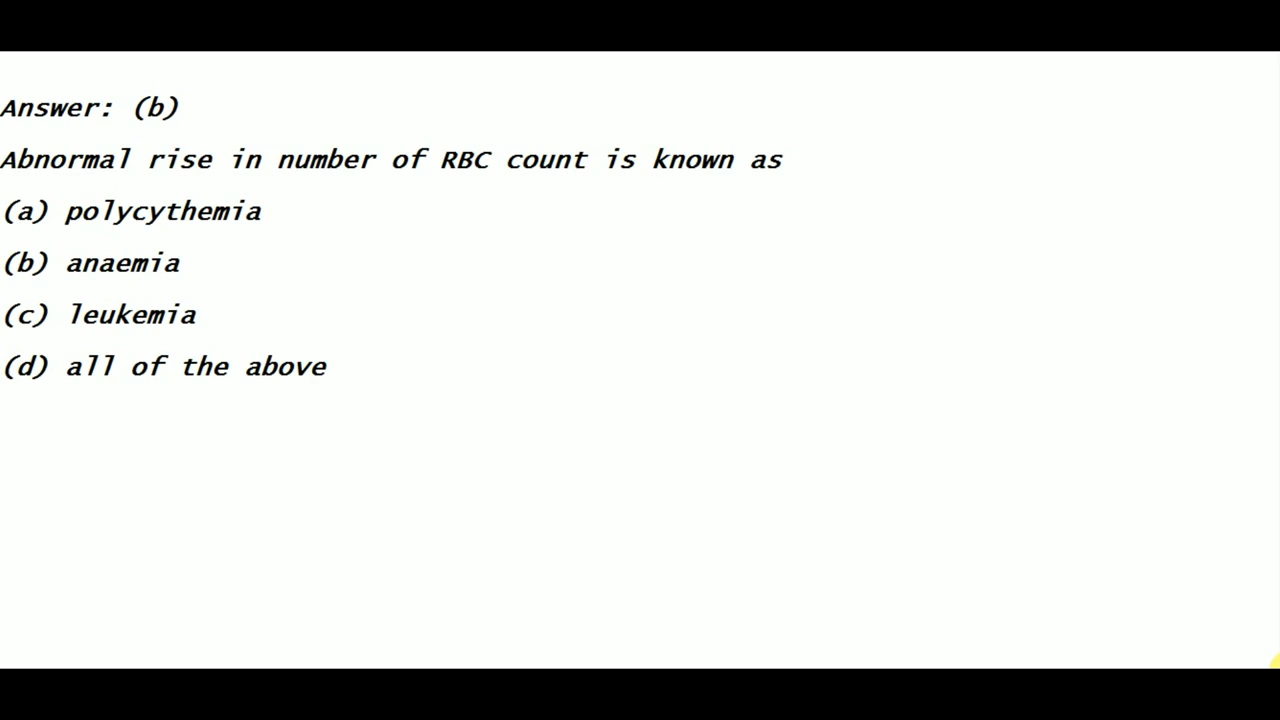 Answer: (b)
Abnormal rise in number of RBC count is known as
(a) polycythemia
(b) anaemia
(c) leukemia
(d) all of the above